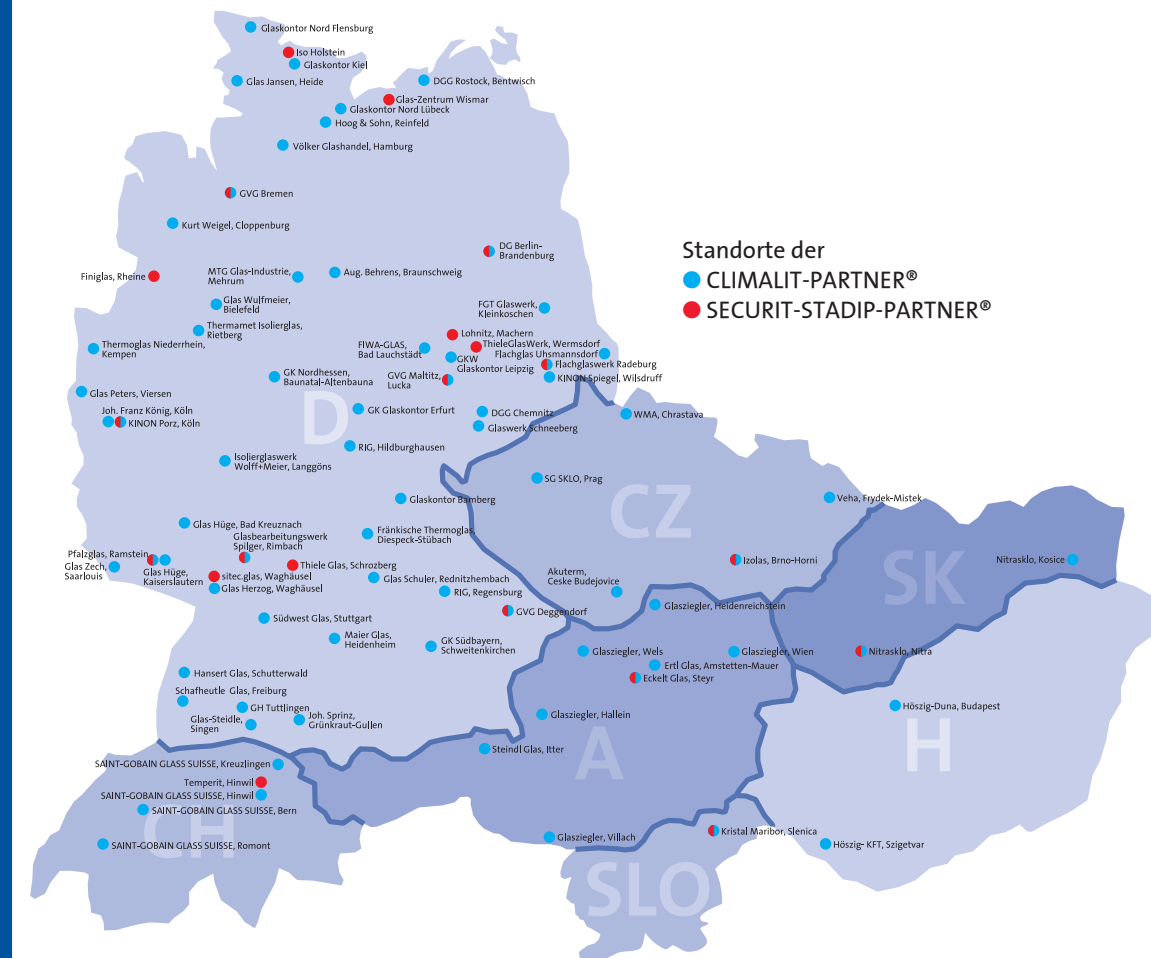 Glaskontor Nord Flensburg
Iso Holstein
Glaskontor Kiel
Glas Jansen, Heide
DGG Rostock, Bentwisch
Glas-Zentrum Wismar
Glaskontor Nord Lübeck
Hoog & Sohn, Reinfeld
Völker Glashandel, Hamburg
GVG Bremen
Kurt Weigel, Cloppenburg
DG Berlin-
Brandenburg
Standorte der
CLIMALIT-PARTNER®
SECURIT-STADIP-PARTNER®
Finiglas, Rheine
MTG Glas-Industrie,
Mehrum
Aug. Behrens, Braunschweig
Glas Wulfmeier,
Bielefeld
FGT Glaswerk,
Kleinkoschen
Thermamet Isolierglas,
Rietberg
Thermoglas Niederrhein,
Kempen
Lohnitz, Machern
ThieleGlasWerk, Wermsdorf
FIWA-GLAS,
Bad Lauchstädt
Flachglas Uhsmannsdorf
GKW
Glaskontor Leipzig
Flachglaswerk Radeburg
GK Nordhessen,
Baunatal-Altenbauna
GVG Maltitz,
Lucka
KINON Spiegel, Wilsdruff
Glas Peters, Viersen
Joh. Franz König, Köln
KINON Porz, Köln
D
GK Glaskontor Erfurt
DGG Chemnitz
WMA, Chrastava
Glaswerk Schneeberg
RIG, Hildburghausen
Isolierglaswerk
Wolff+Meier, Langgöns
SG SKLO, Prag
CZ
Glaskontor Bamberg
Veha, Frydek-Mistek
Glas Hüge, Bad Kreuznach
Glasbearbeitungswerk
Spilger, Rimbach
Fränkische Thermoglas,
Diespeck-Stübach
Pfalzglas, Ramstein
Glas Zech,
Saarlouis
Glas Hüge,
Kaiserslautern
Thiele Glas, Schrozberg
sitec.glas, Waghäusel
Glas Herzog, Waghäusel
Glas Schuler, Rednitzhembach
RIG, Regensburg
Izolas, Brno-Horni
Akuterm,
Ceske Budejovice
SK
Nitrasklo, Kosice
GVG Deggendorf
Glasziegler, Heidenreichstein
Südwest Glas, Stuttgart
Maier Glas,
Heidenheim
GK Südbayern,
Schweitenkirchen
Glasziegler, Wels
Glasziegler, Wien
Nitrasklo, Nitra
Ertl Glas, Amstetten-Mauer
Eckelt Glas, Steyr
Hansert Glas, Schutterwald
Schafheutle Glas, Freiburg
GH Tuttlingen
Glas-Steidle,
Singen
Joh. Sprinz,
Grünkraut-Gullen
Glasziegler, Hallein
Höszig-Duna, Budapest
H
Steindl Glas, Itter
A
SAINT-GOBAIN GLASS SUISSE, Kreuzlingen
Temperit, Hinwil
SAINT-GOBAIN GLASS SUISSE, Hinwil
SAINT-GOBAIN GLASS SUISSE, Bern
CH
SAINT-GOBAIN GLASS SUISSE, Romont
Glasziegler, Villach
Kristal Maribor, Slenica
Höszig- KFT, Szigetvar
SLO